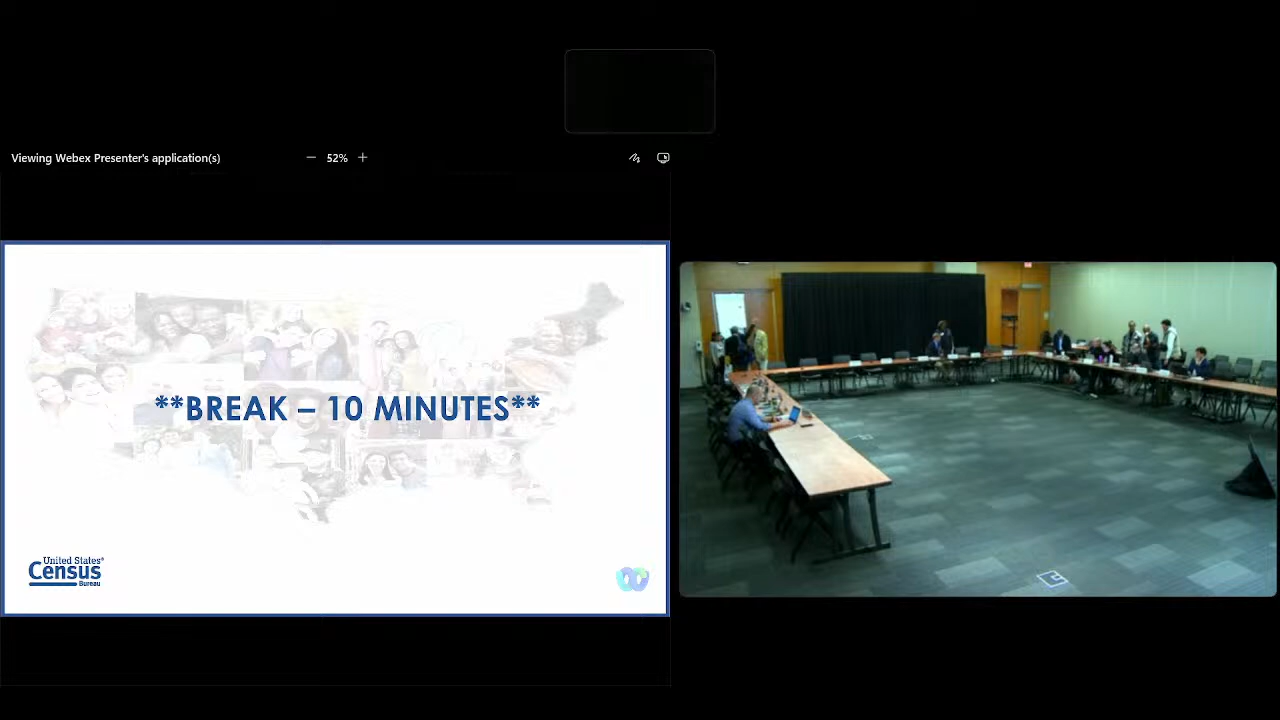 Viewing Webex Presenter's application(s)
52%
**BREAK – 10 MINUTES**
United States®
Census
Bureau